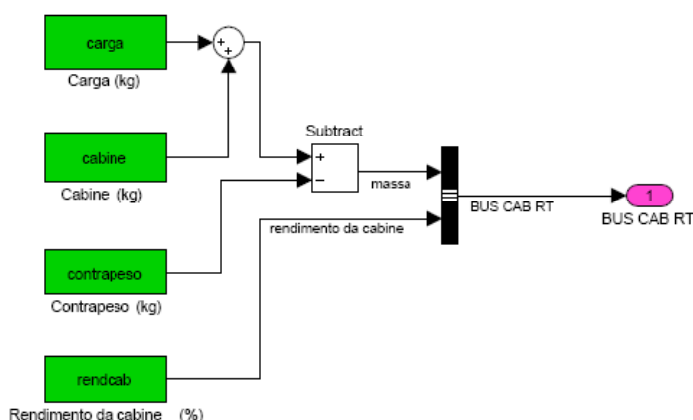 carga
+
+
Carga (kg)
cabine
Cabine (kg)
Subtract
+
−
massa
contrapeso
Contrapeso (kg)
rendimento da cabine
BUS CAB RT
1
BUS CAB RT
rendcab
Rendimento da cabine (%)